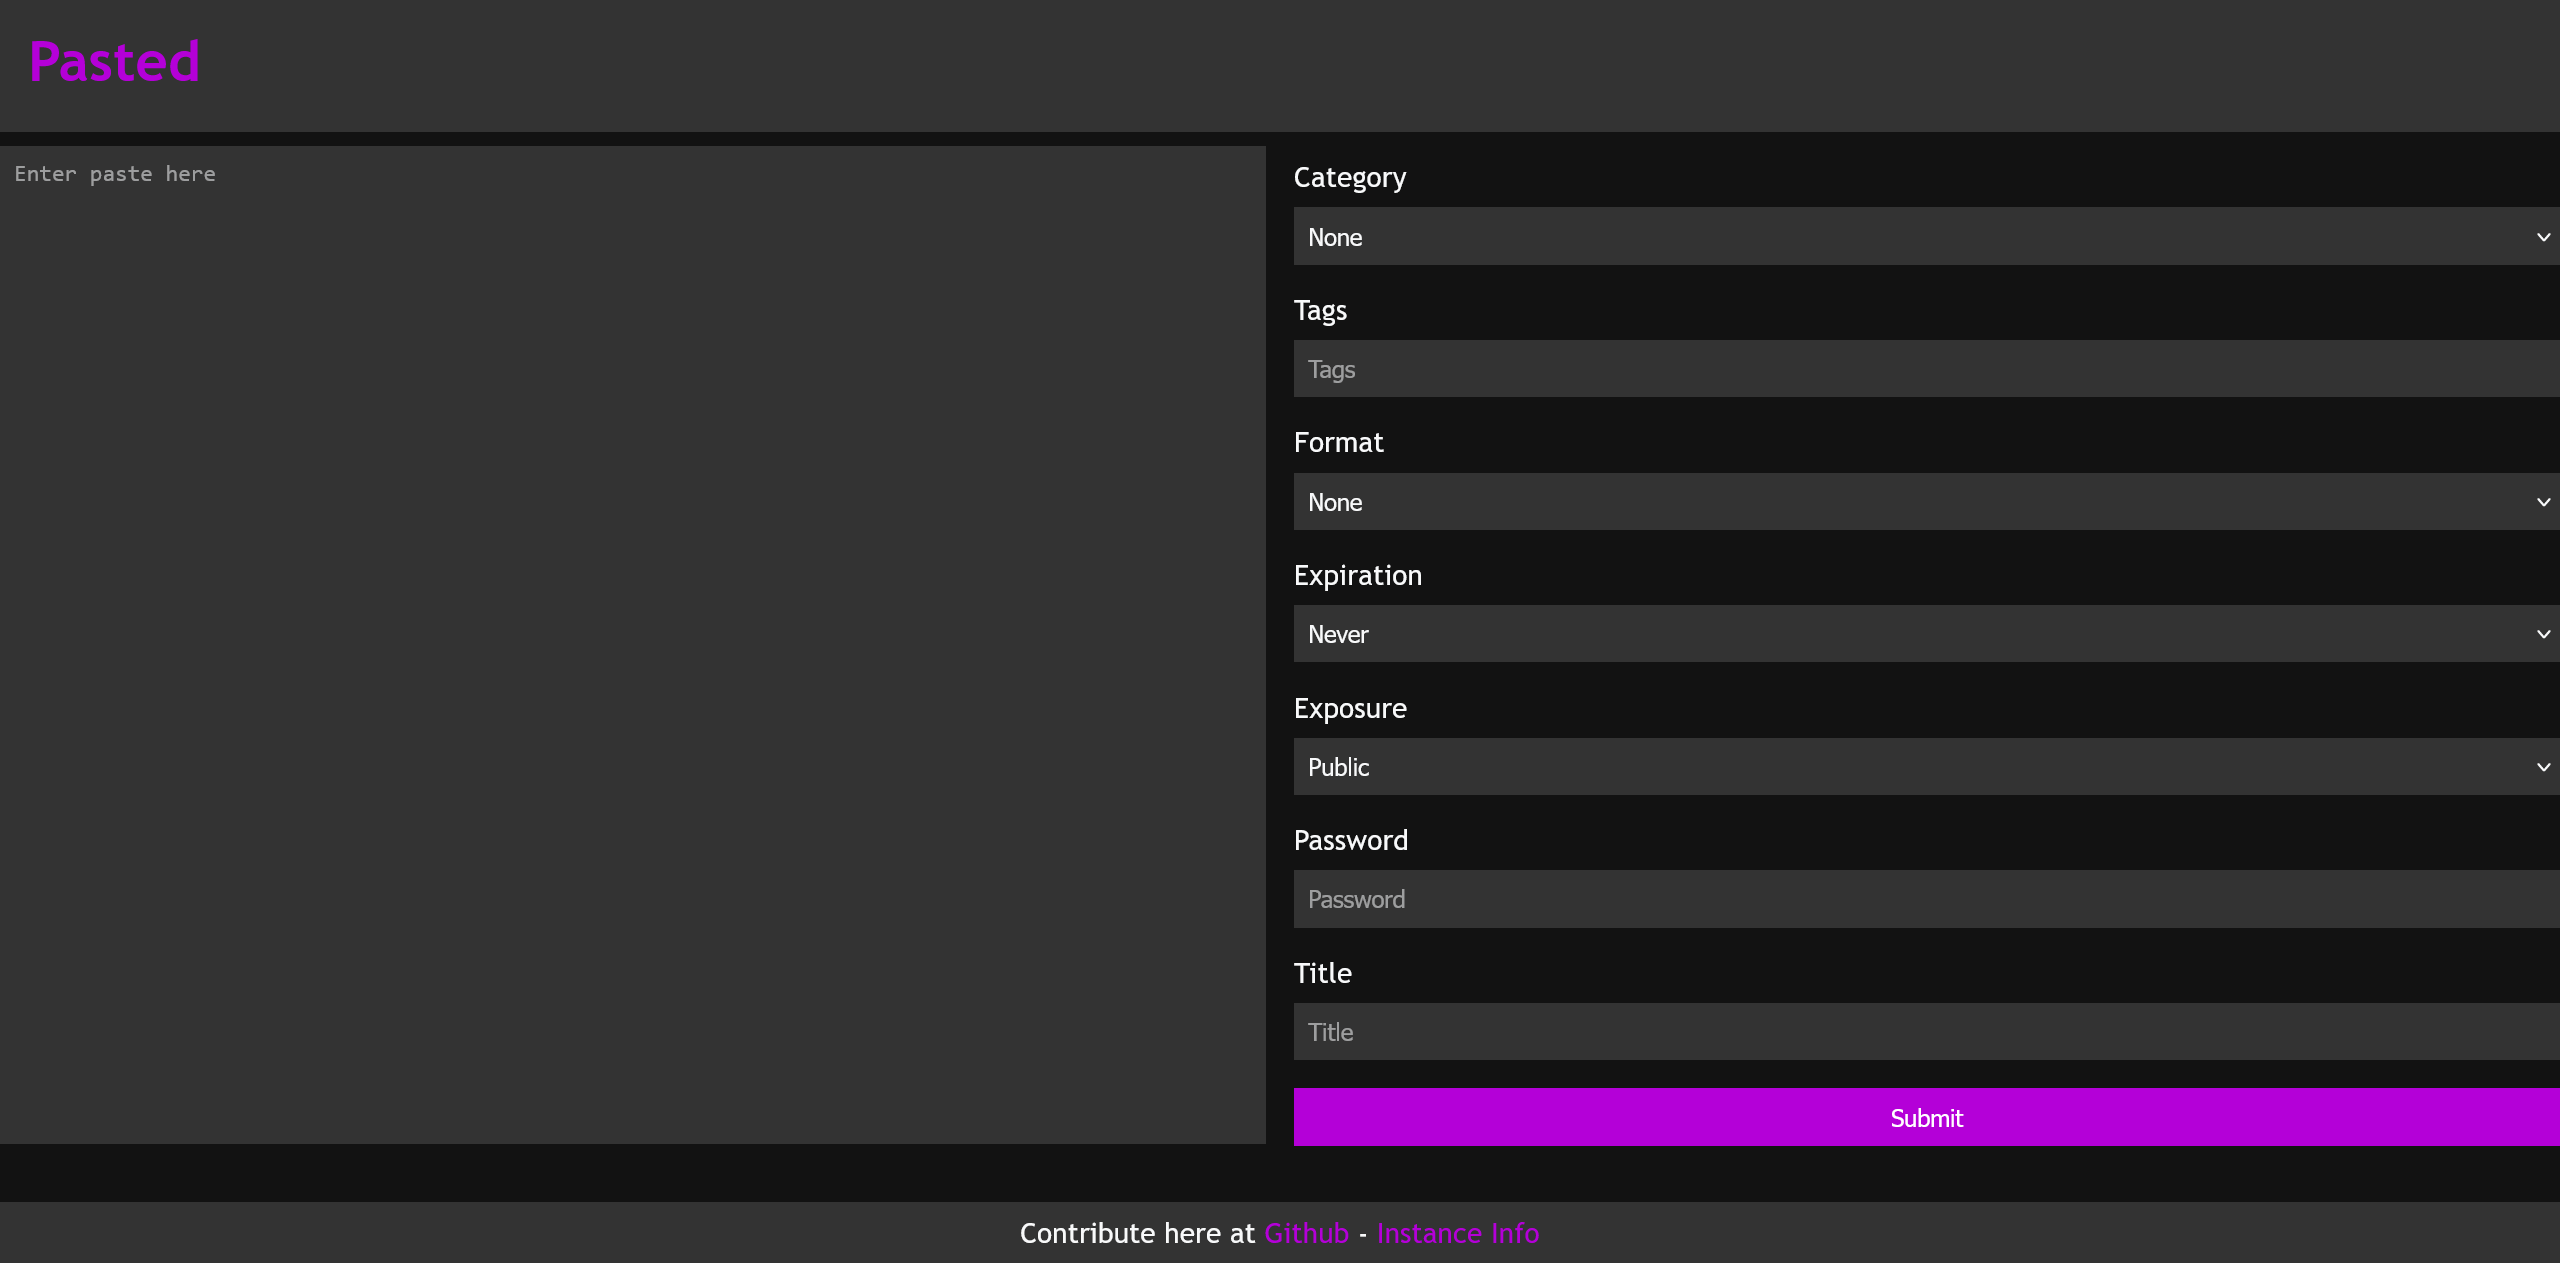 Pasted
Enter paste here
Category
None
Tags
Tags
Format
None
Expiration
Never
Exposure
Public
Password
Password
Title
Title
Submit
Contribute here at Github - Instance Info